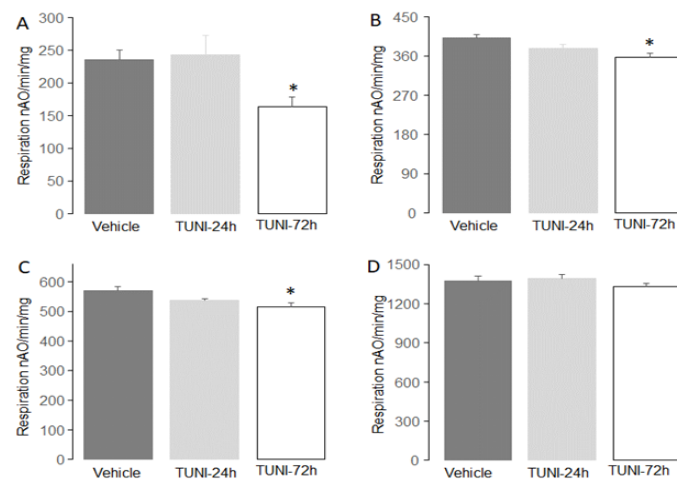 A
Respiration nAO/min/mg
300
250
200
150
100
50
0
*
Vehicle TUNI-24h TUNI-72h
B
Respiration nAO/min/mg
450
360
270
180
90
0
*
Vehicle TUNI-24h TUNI-72h
C
Respiration nAO/min/mg
600
500
400
300
200
100
0
*
Vehicle TUNI-24h TUNI-72h
D
Respiration nAO/min/mg
1500
1200
900
600
300
0
Vehicle TUNI-24h TUNI-72h